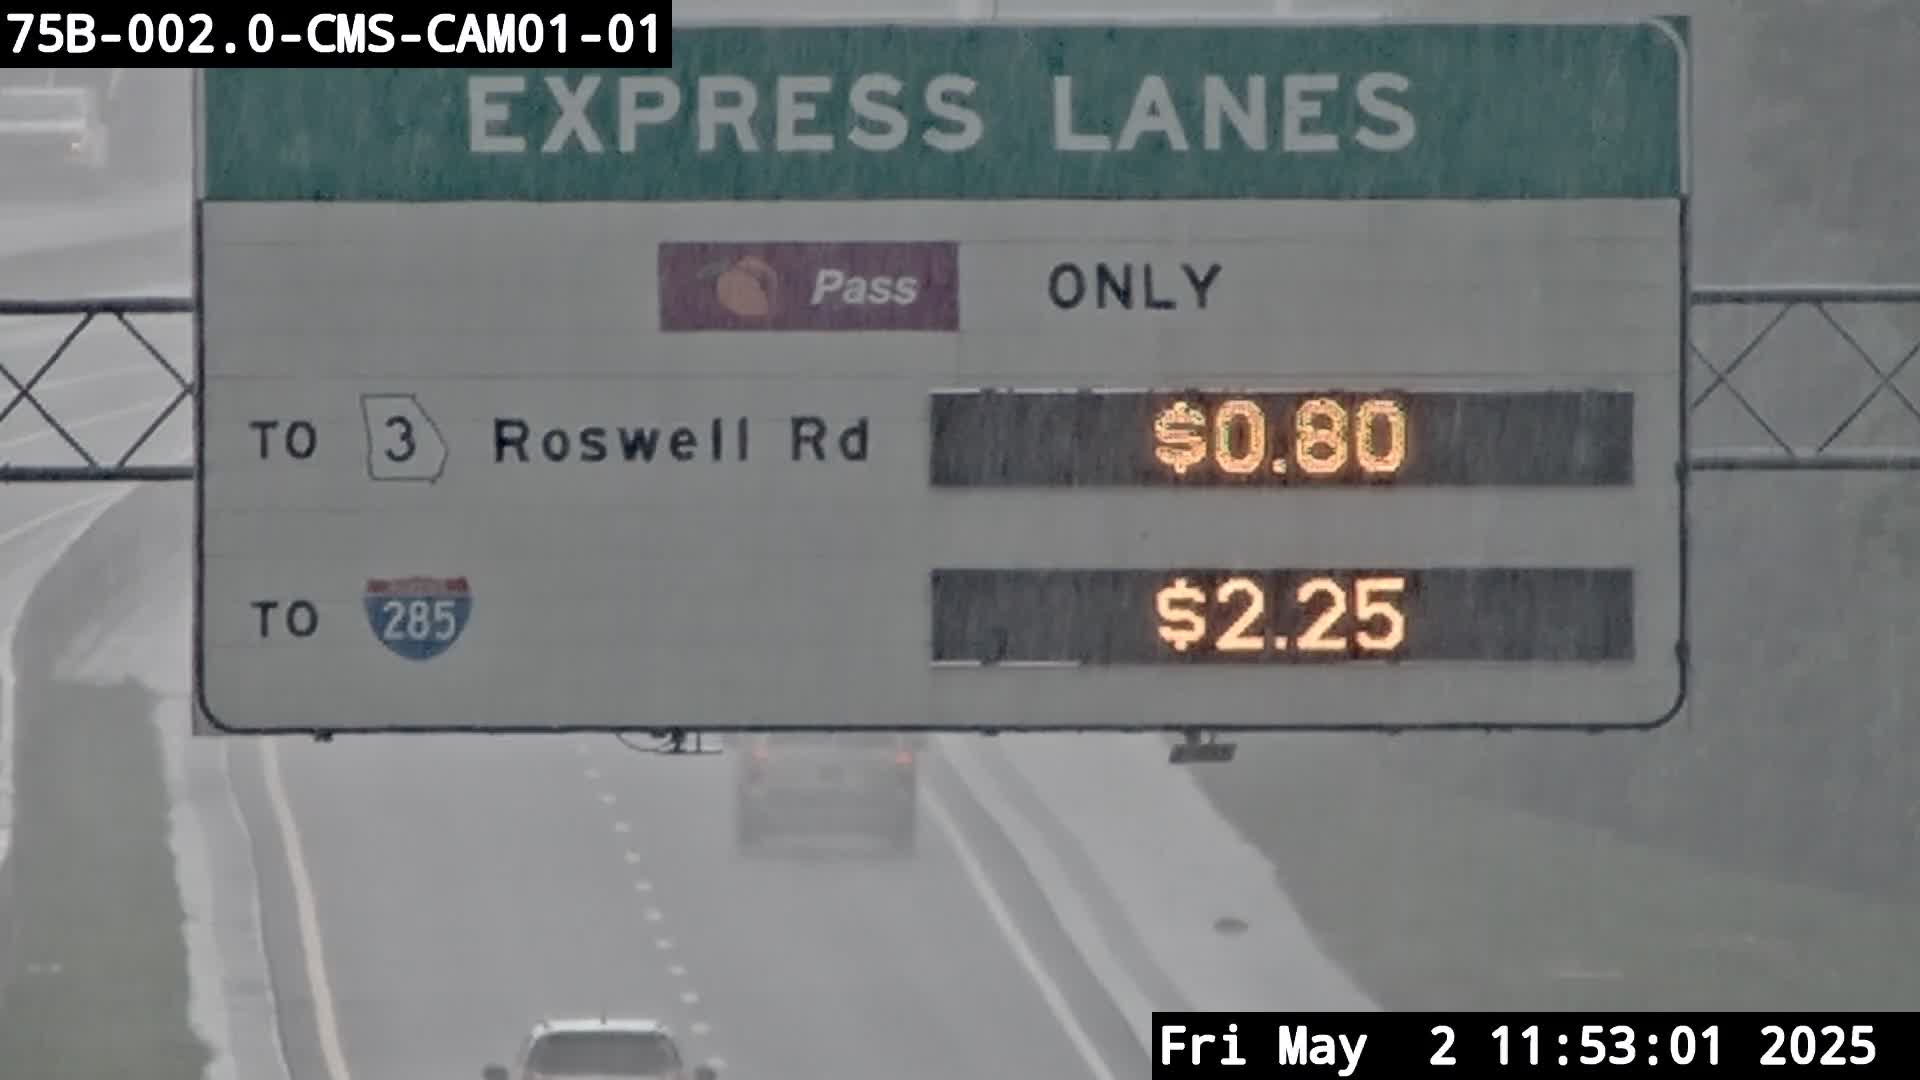 75B-002.0-CMS-CAM01-01
EXPRESS LANES
Pass ONLY
TO 3 Roswell Rd $0.80
TO 285 $2.25
Fri May 2 11:53:01 2025